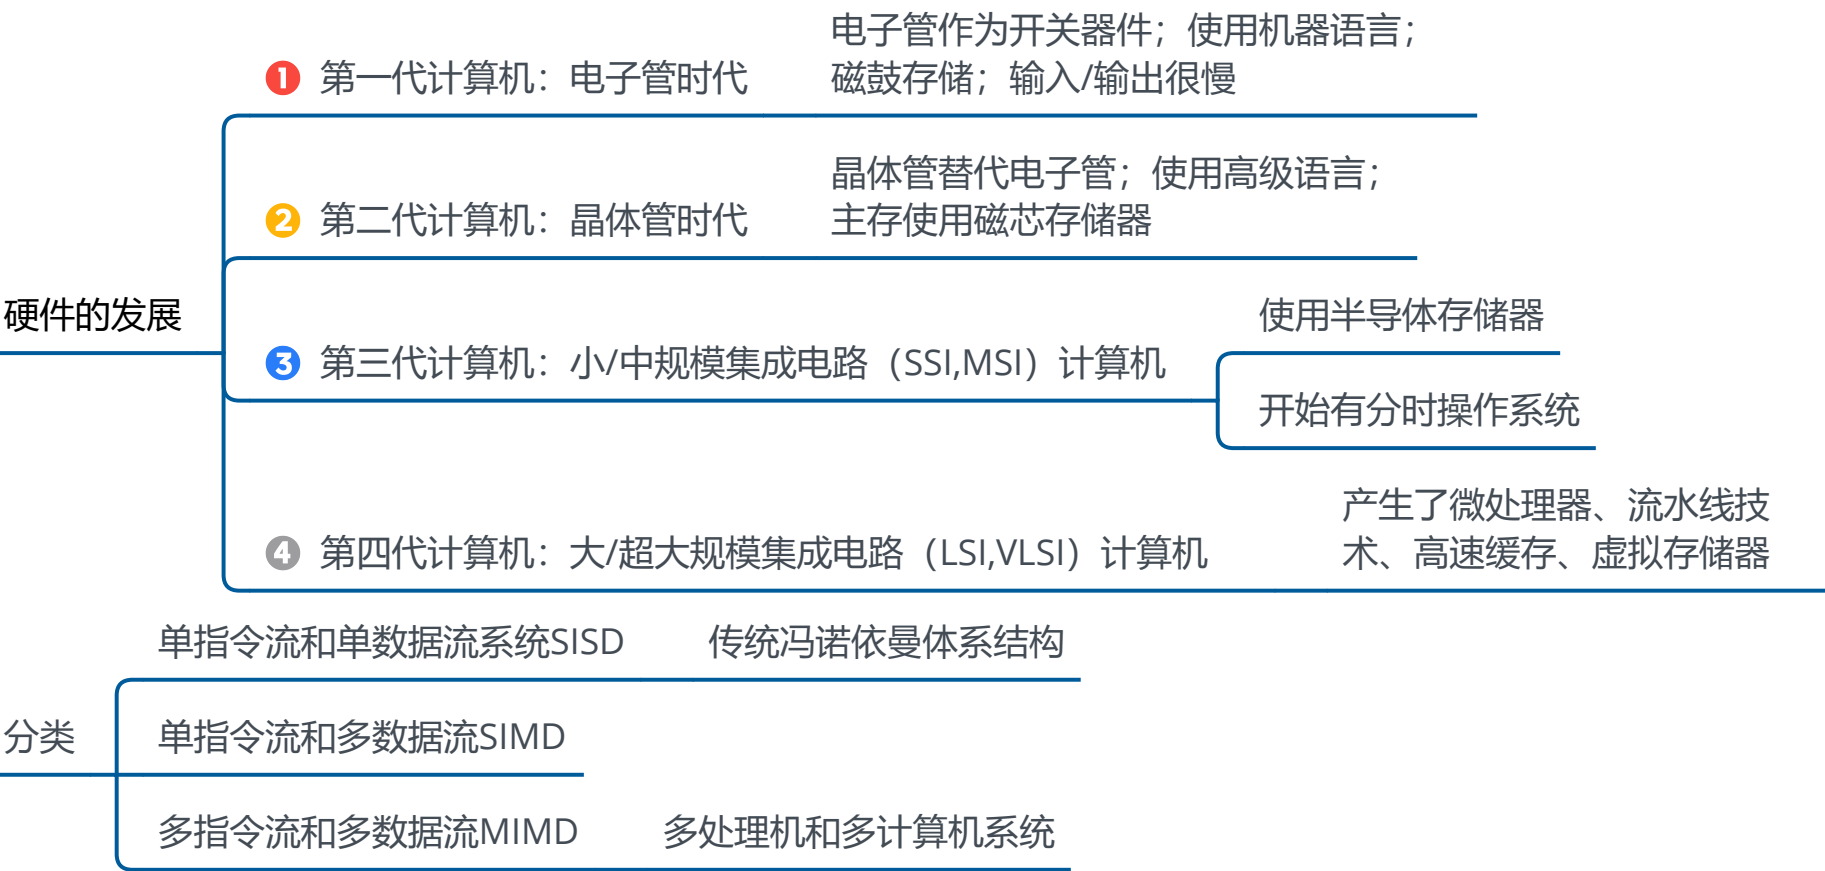 硬件的发展
1 第一代计算机：电子管时代
电子管作为开关器件；使用机器语言；
磁鼓存储；输入/输出很慢
2 第二代计算机：晶体管时代
晶体管替代电子管；使用高级语言；
主存使用磁芯存储器
3 第三代计算机：小/中规模集成电路（SSI,MSI）计算机
使用半导体存储器
开始有分时操作系统
4 第四代计算机：大/超大规模集成电路（LSI,VLSI）计算机
产生了微处理器、流水线技
术、高速缓存、虚拟存储器
分类
单指令流和单数据流系统SISD
传统冯诺依曼体系结构
单指令流和多数据流SIMD
多指令流和多数据流MIMD
多处理机和多计算机系统